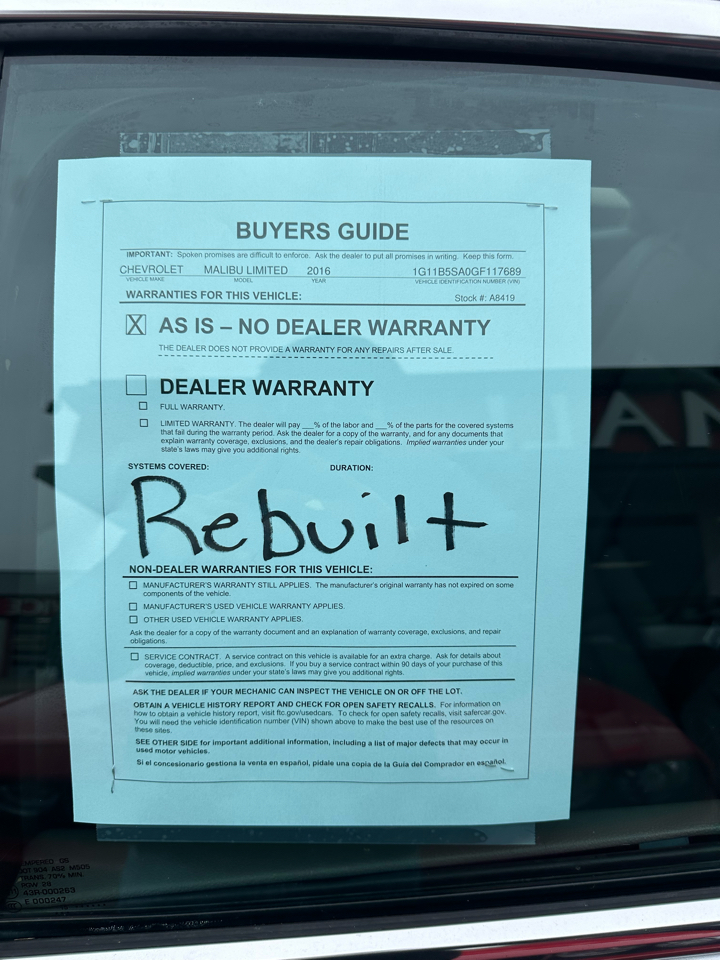 BUYERS GUIDE
IMPORTANT: Spoken promises are difficult to enforce. Ask the dealer to put all promises in writing. Keep this form.
CHEVROLET MALIBU LIMITED 2016 1G11B5SA0GF117689
VEHICLE MAKE MODEL YEAR VEHICLE IDENTIFICATION NUMBER (VIN)
WARRANTIES FOR THIS VEHICLE: Stock #: A8419
X AS IS – NO DEALER WARRANTY
THE DEALER DOES NOT PROVIDE A WARRANTY FOR ANY REPAIRS AFTER SALE.
DEALER WARRANTY
FULL WARRANTY.
LIMITED WARRANTY. The dealer will pay ___% of the labor and ___% of the parts for the covered systems
that fail during the warranty period. Ask the dealer for a copy of the warranty, and for any documents that
explain warranty coverage, exclusions, and the dealer's repair obligations. Implied warranties under your
state's laws may give you additional rights.
SYSTEMS COVERED: DURATION:
Rebuilt
NON-DEALER WARRANTIES FOR THIS VEHICLE:
MANUFACTURER'S WARRANTY STILL APPLIES. The manufacturer's original warranty has not expired on some
components of the vehicle.
MANUFACTURER'S USED VEHICLE WARRANTY APPLIES.
OTHER USED VEHICLE WARRANTY APPLIES.
Ask the dealer for a copy of the warranty document and an explanation of warranty coverage, exclusions, and repair
obligations.
SERVICE CONTRACT. A service contract on this vehicle is available for an extra charge. Ask for details about
coverage, deductible, price, and exclusions. If you buy a service contract within 90 days of your purchase of this
vehicle, implied warranties under your state's laws may give you additional rights.
ASK THE DEALER IF YOUR MECHANIC CAN INSPECT THE VEHICLE ON OR OFF THE LOT.
OBTAIN A VEHICLE HISTORY REPORT AND CHECK FOR OPEN SAFETY RECALLS. For information on
how to obtain a vehicle history report, visit ftc.gov/usedcars. To check for open safety recalls, visit safercar.gov.
You will need the vehicle identification number (VIN) shown above to make the best use of the resources on
these sites.
SEE OTHER SIDE for important additional information, including a list of major defects that may occur in
used motor vehicles.
Si el concesionario gestiona la venta en español, pidale una copia de la Guía del Comprador en español.
TRANS. 70% MIN.
43R-000283
E 000247